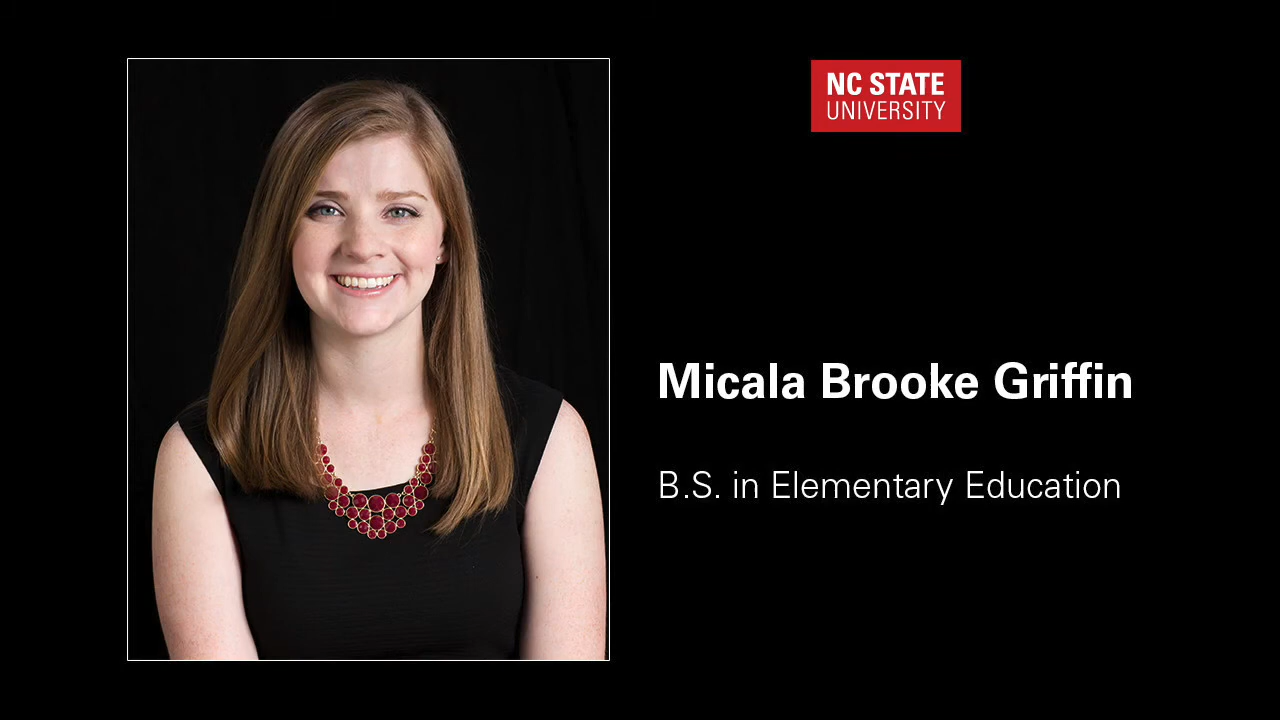 NC STATE
UNIVERSITY
Micala Brooke Griffin
B.S. in Elementary Education